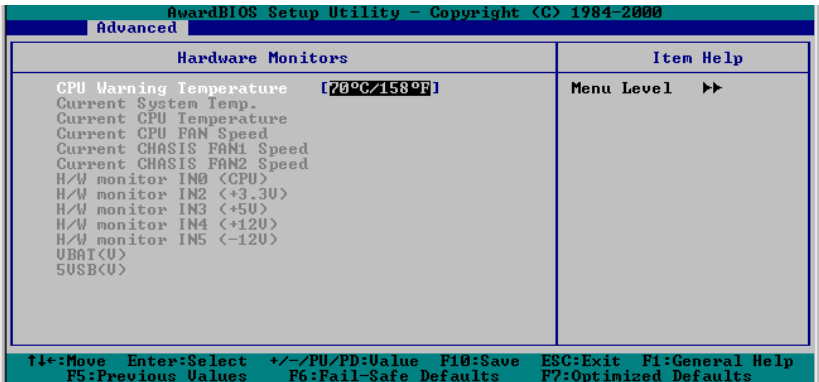 AwardBIOS Setup Utility - Copyright (C) 1984-2000
Advanced
Hardware Monitors
Item Help
CPU Warning Temperature [70ºC/158ºF]
Menu Level ▶▶
Current System Temp.
Current CPU Temperature
Current CPU FAN Speed
Current CHASIS FAN1 Speed
Current CHASIS FAN2 Speed
H/W monitor IN0 (CPU)
H/W monitor IN2 (+3.3V)
H/W monitor IN3 (+5V)
H/W monitor IN4 (+12V)
H/W monitor IN5 (-12V)
VBAT(V)
5VSB(V)
↑↓←:Move Enter:Select +/-/PU/PD:Value F10:Save ESC:Exit F1:General Help
F5:Previous Values F6:Fail-Safe Defaults F7:Optimized Defaults